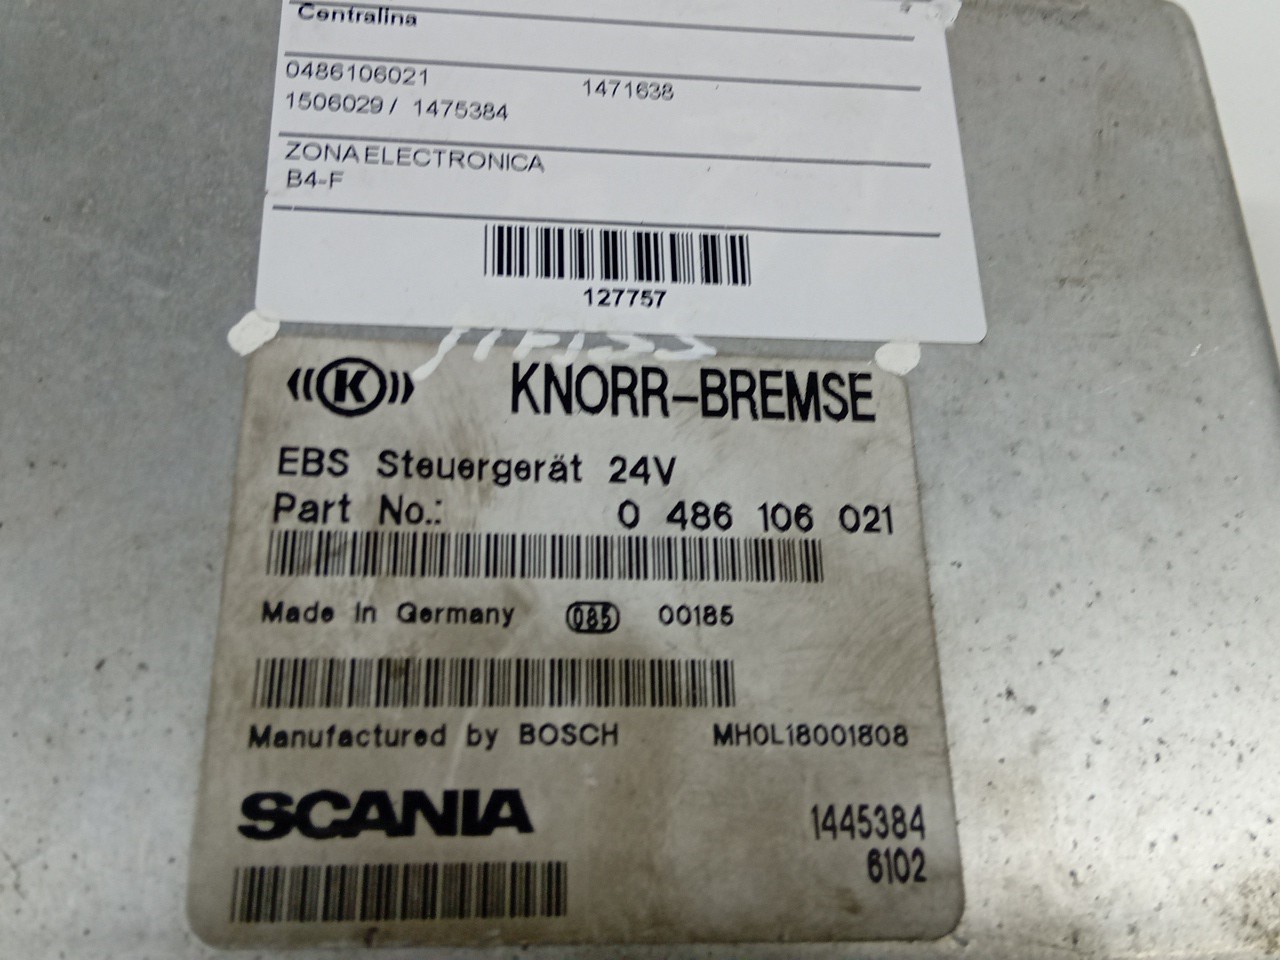 Centralina
0486106021 1471638
1506029 / 1475384
ZONA ELECTRONICA
B4-F
127757
K KNORR-BREMSE
EBS Steuergerät 24V
Part No.: 0 486 106 021
Made In Germany 085 00185
Manufactured by BOSCH MH0L18001808
SCANIA 1445384
6102